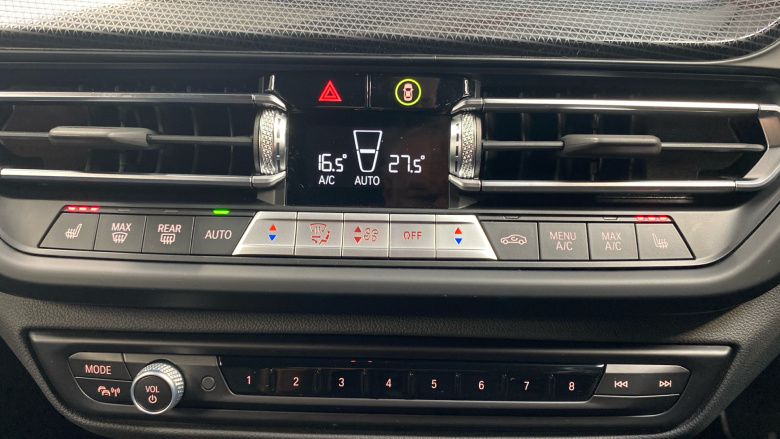 16.5° 27.5°
A/C AUTO
MAX REAR AUTO OFF MENU A/C MAX A/C
MODE
VOL
1 2 3 4 5 6 7 8